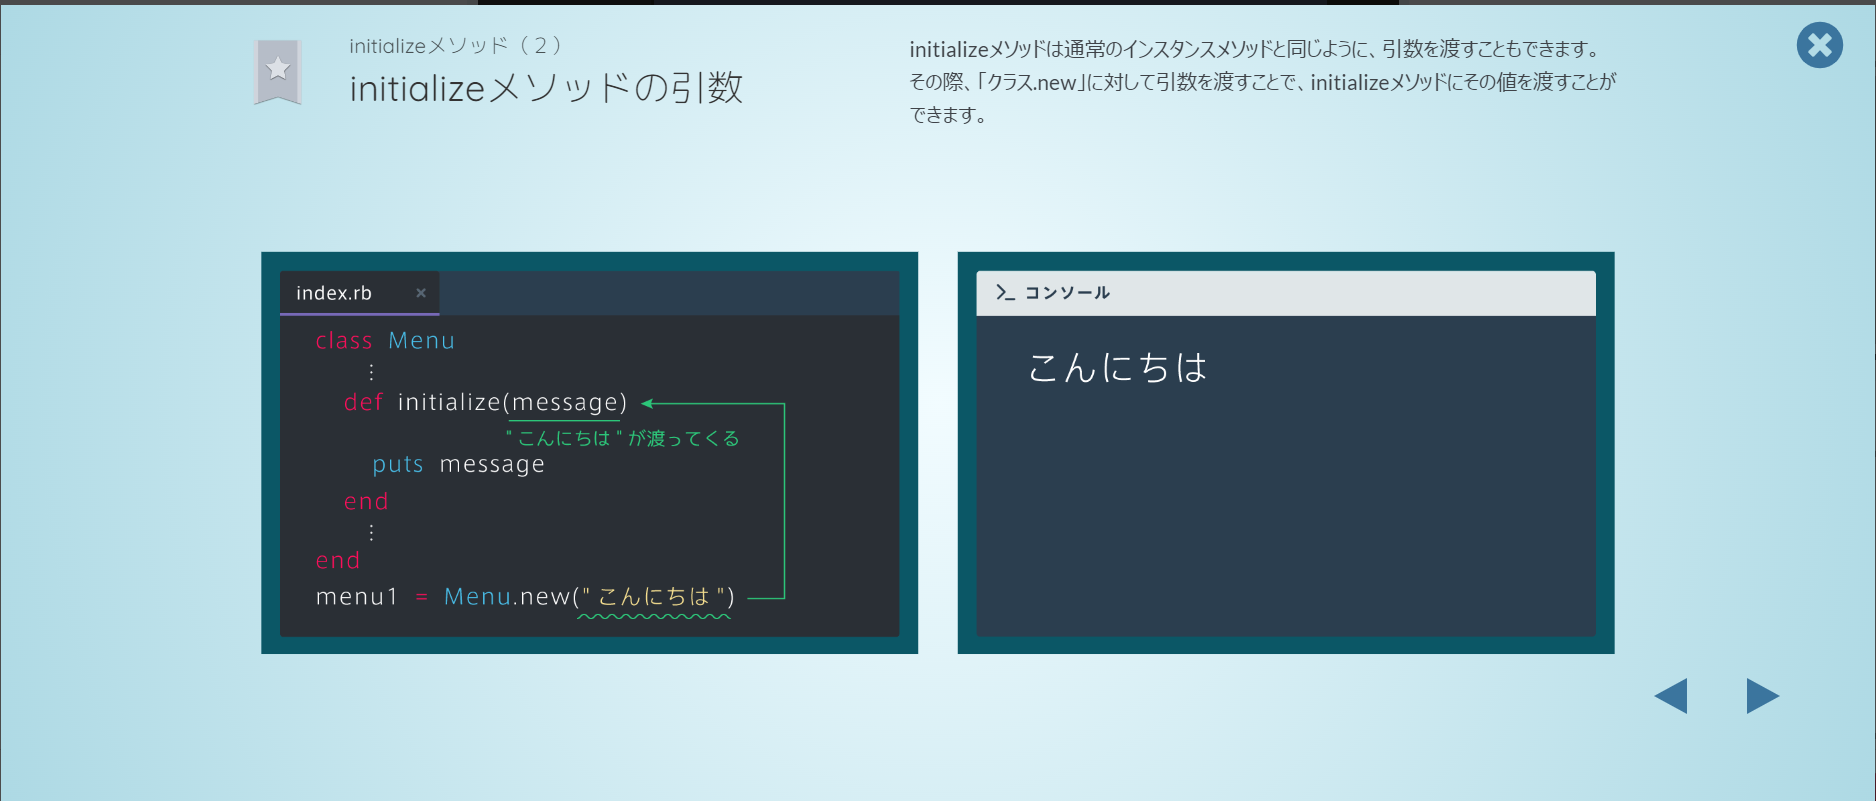 initializeメソッド（２）
initializeメソッドの引数
initializeメソッドは通常のインスタンスメソッドと同じように、引数を渡すこともできます。
その際、「クラス.new」に対して引数を渡すことで、initializeメソッドにその値を渡すことが
できます。
index.rb ×
class Menu
⋮
def initialize(message)
"こんにちは"が渡ってくる
puts message
end
⋮
end
menu1 = Menu.new("こんにちは")
>_ コンソール
こんにちは